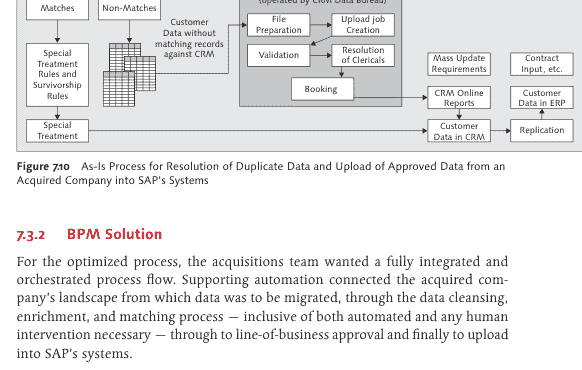 (operated by CRM Data Bureau)
Matches
Non-Matches
Customer
Data without
matching records
against CRM
File
Preparation
Upload job
Creation
Validation
Resolution
of Clericals
Booking
Special
Treatment
Rules and
Survivorship
Rules
Special
Treatment
Mass Update
Requirements
Contract
Input, etc.
CRM Online
Reports
Customer
Data in ERP
Customer
Data in CRM
Replication
Figure 7.10 As-Is Process for Resolution of Duplicate Data and Upload of Approved Data from an
Acquired Company into SAP's Systems
7.3.2 BPM Solution
For the optimized process, the acquisitions team wanted a fully integrated and
orchestrated process flow. Supporting automation connected the acquired com-
pany's landscape from which data was to be migrated, through the data cleansing,
enrichment, and matching process — inclusive of both automated and any human
intervention necessary — through to line-of-business approval and finally to upload
into SAP's systems.